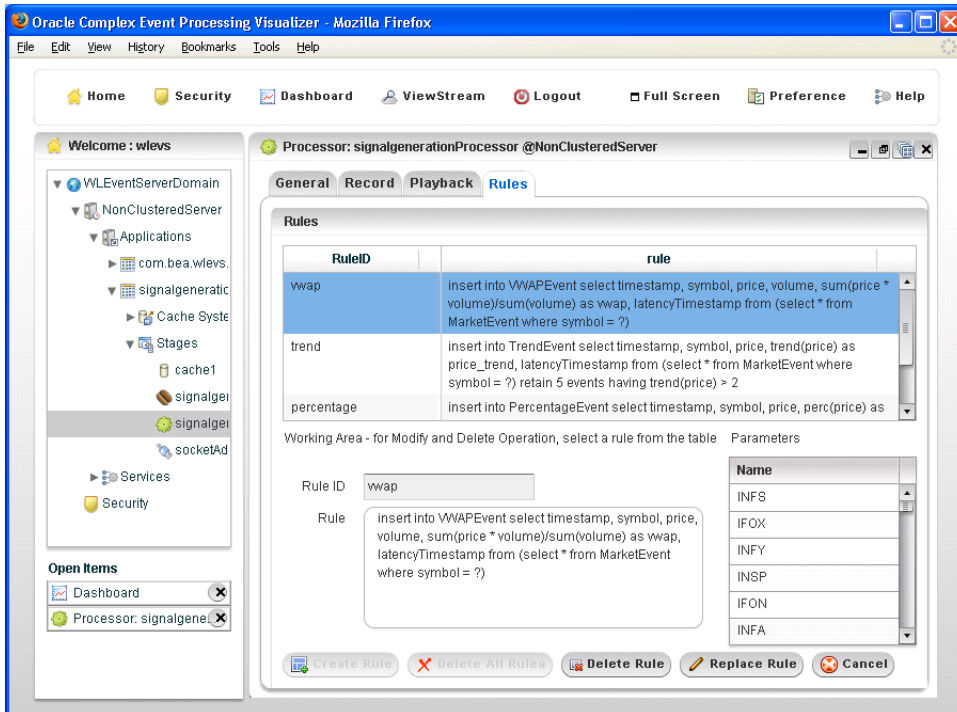 Oracle Complex Event Processing Visualizer - Mozilla Firefox
File Edit View History Bookmarks Tools Help
Home Security Dashboard ViewStream Logout Full Screen Preference Help
Welcome : wlevs
WLEventServerDomain
NonClusteredServer
Applications
com.bea.wlevs.
signalgeneratic
Cache Syste
Stages
cache1
signalger
signalger
socketAd
Services
Security
Open Items
Dashboard
Processor: signalgene
Processor: signalgenerationProcessor @NonClusteredServer
General Record Playback Rules
Rules
RuleID rule
vwap
insert into VWAPEvent select timestamp, symbol, price, volume, sum(price *
volume)/sum(volume) as vwap, latencyTimestamp from (select * from
MarketEvent where symbol = ?)
trend
insert into TrendEvent select timestamp, symbol, price, trend(price) as
price_trend, latencyTimestamp from (select * from MarketEvent where
symbol = ?) retain 5 events having trend(price) > 2
percentage
insert into PercentageEvent select timestamp, symbol, price, perc(price) as
Working Area - for Modify and Delete Operation, select a rule from the table
Rule ID vwap
Rule
insert into VWAPEvent select timestamp, symbol, price,
volume, sum(price * volume)/sum(volume) as vwap,
latencyTimestamp from (select * from MarketEvent
where symbol = ?)
Parameters
Name
INFS
IFOX
INFY
INSP
IFON
INFA
Create Rule Delete All Rules Delete Rule Replace Rule Cancel